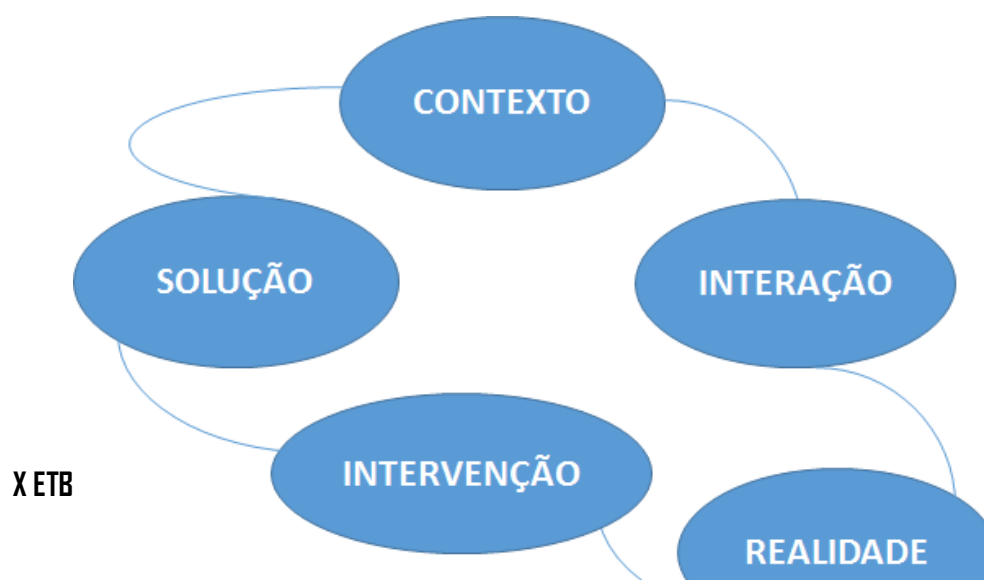 CONTEXTO
SOLUÇÃO
INTERAÇÃO
INTERVENÇÃO
X ETB
REALIDADE